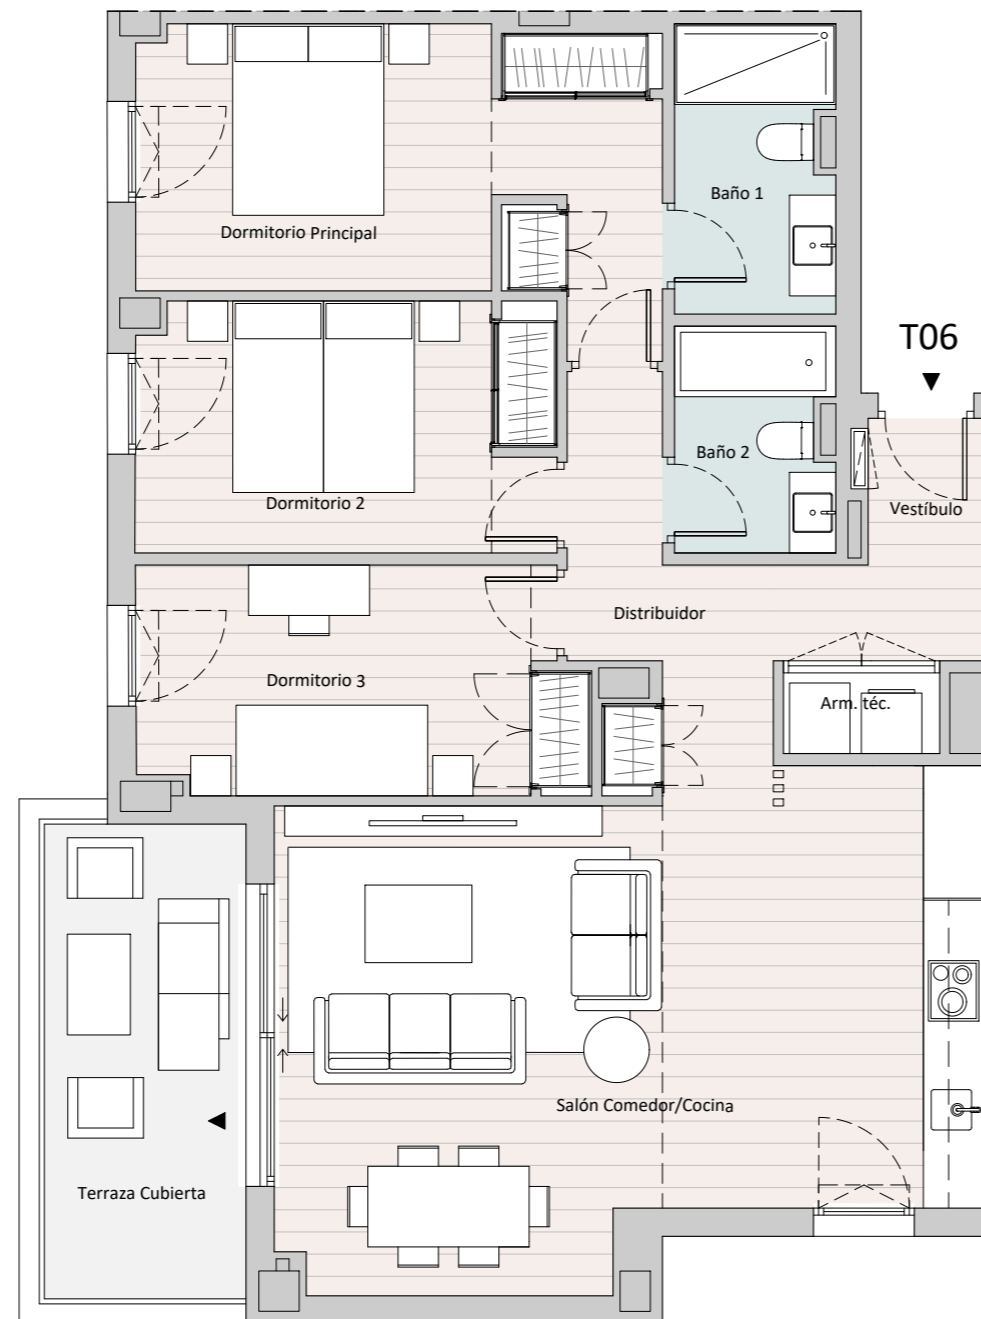 Dormitorio Principal
Baño 1
T06
Baño 2
Dormitorio 2
Vestíbulo
Distribuidor
Dormitorio 3
Arm. téc.
Salón Comedor/Cocina
Terraza Cubierta